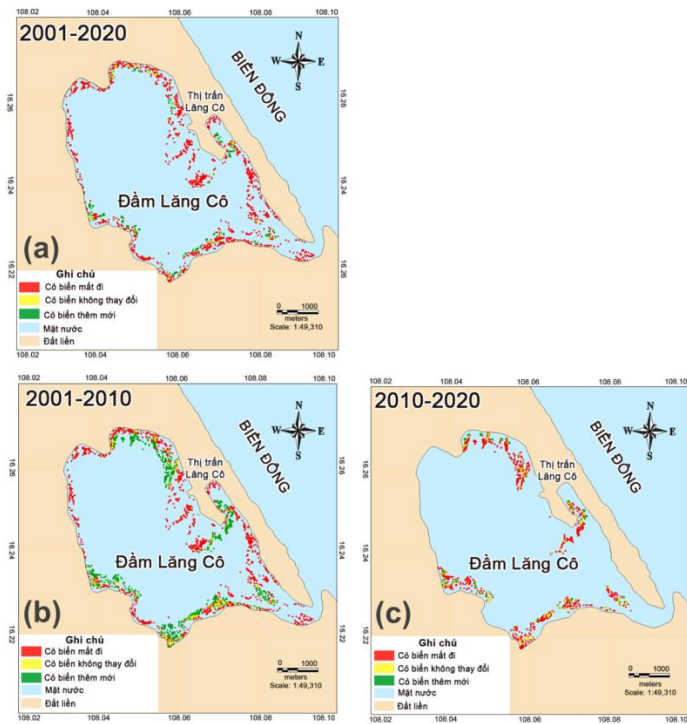 108.02 108.04 108.06 108.08 108.10
2001-2020
N
W E
S
BIỂN ĐÔNG
Thị trấn
Lăng Cô
16.26
16.26
16.24
16.24
Đầm Lăng Cô
(a)
16.22
16.26
Ghi chú
Cỏ biển mất đi
Cỏ biển không thay đổi
Cỏ biển thêm mới
Mặt nước
Đất liền
0 1000
meters
Scale: 1:49,310
108.02 108.04 108.06 108.08 108.10
108.02 108.04 108.06 108.08 108.10
2001-2010
N
W E
S
BIỂN ĐÔNG
Thị trấn
Lăng Cô
16.26
16.26
16.24
16.24
Đầm Lăng Cô
(b)
16.22
16.22
Ghi chú
Cỏ biển mất đi
Cỏ biển không thay đổi
Cỏ biển thêm mới
Mặt nước
Đất liền
0 1000
meters
Scale: 1:49,310
108.02 108.04 108.06 108.08 108.10
108.02 108.04 108.06 108.08 108.10
2010-2020
N
W E
S
BIỂN ĐÔNG
Thị trấn
Lăng Cô
16.26
16.26
16.24
16.24
Đầm Lăng Cô
(c)
16.22
16.22
Ghi chú
Cỏ biển mất đi
Cỏ biển không thay đổi
Cỏ biển thêm mới
Mặt nước
Đất liền
0 1000
meters
Scale: 1:49,310
108.02 108.04 108.06 108.08 108.10